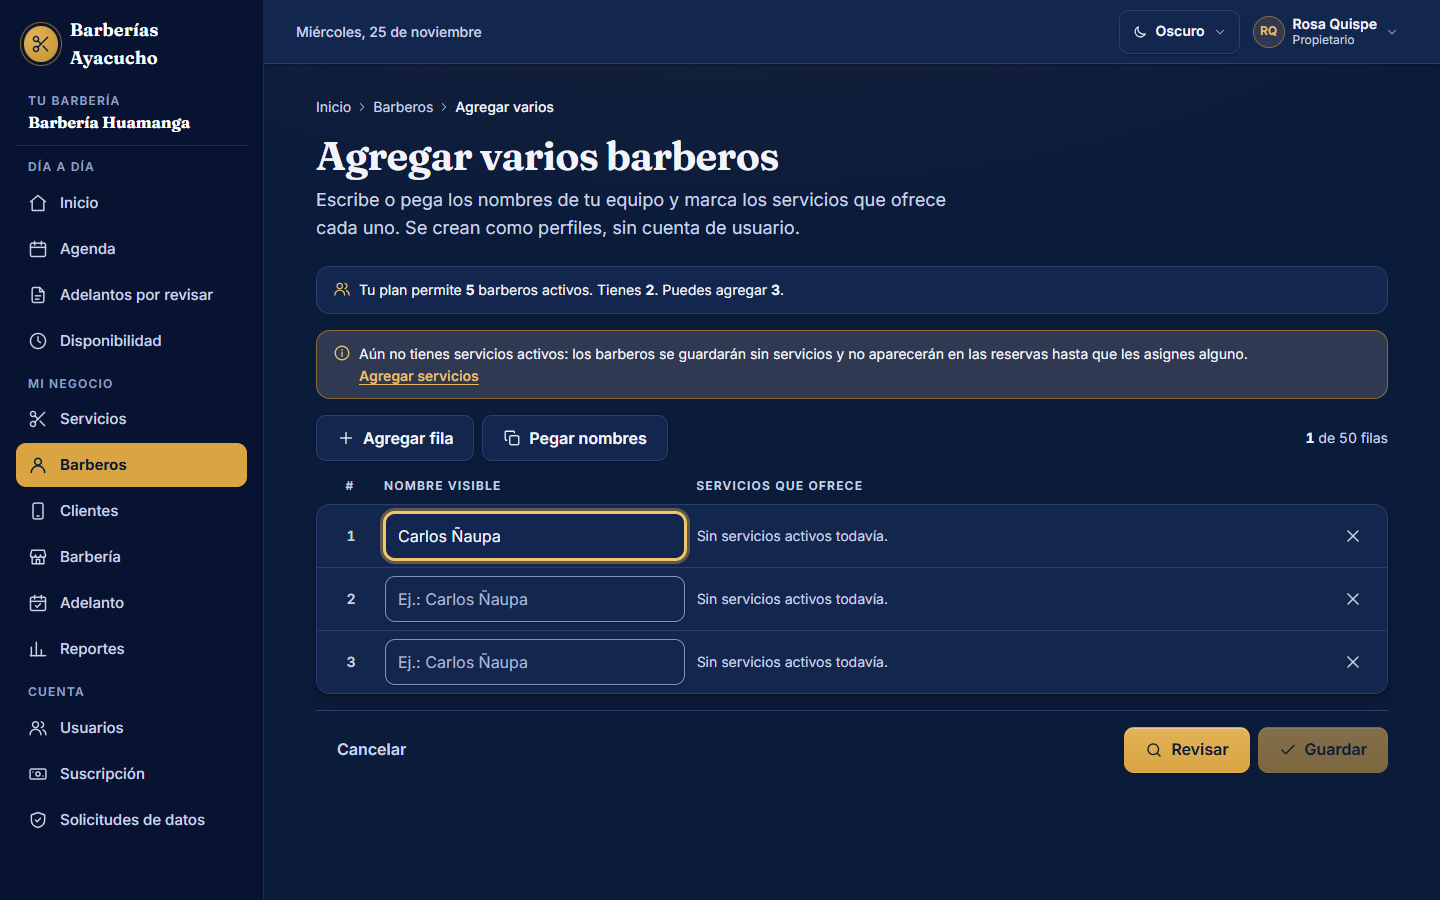 Barberías
Ayacucho
TU BARBERÍA
Barbería Huamanga
DÍA A DÍA
Inicio
Agenda
Adelantos por revisar
Disponibilidad
MI NEGOCIO
Servicios
Barberos
Clientes
Barbería
Adelanto
Reportes
CUENTA
Usuarios
Suscripción
Solicitudes de datos
Miércoles, 25 de noviembre
Oscuro
RQ
Rosa Quispe
Propietario
Inicio > Barberos > Agregar varios
Agregar varios barberos
Escribe o pega los nombres de tu equipo y marca los servicios que ofrece
cada uno. Se crean como perfiles, sin cuenta de usuario.
Tu plan permite 5 barberos activos. Tienes 2. Puedes agregar 3.
Aún no tienes servicios activos: los barberos se guardarán sin servicios y no aparecerán en las reservas hasta que les asignes alguno.
Agregar servicios
Agregar fila
Pegar nombres
1 de 50 filas
# NOMBRE VISIBLE SERVICIOS QUE OFRECE
1 Carlos Ñaupa Sin servicios activos todavía.
2 Ej.: Carlos Ñaupa Sin servicios activos todavía.
3 Ej.: Carlos Ñaupa Sin servicios activos todavía.
Cancelar
Revisar
Guardar